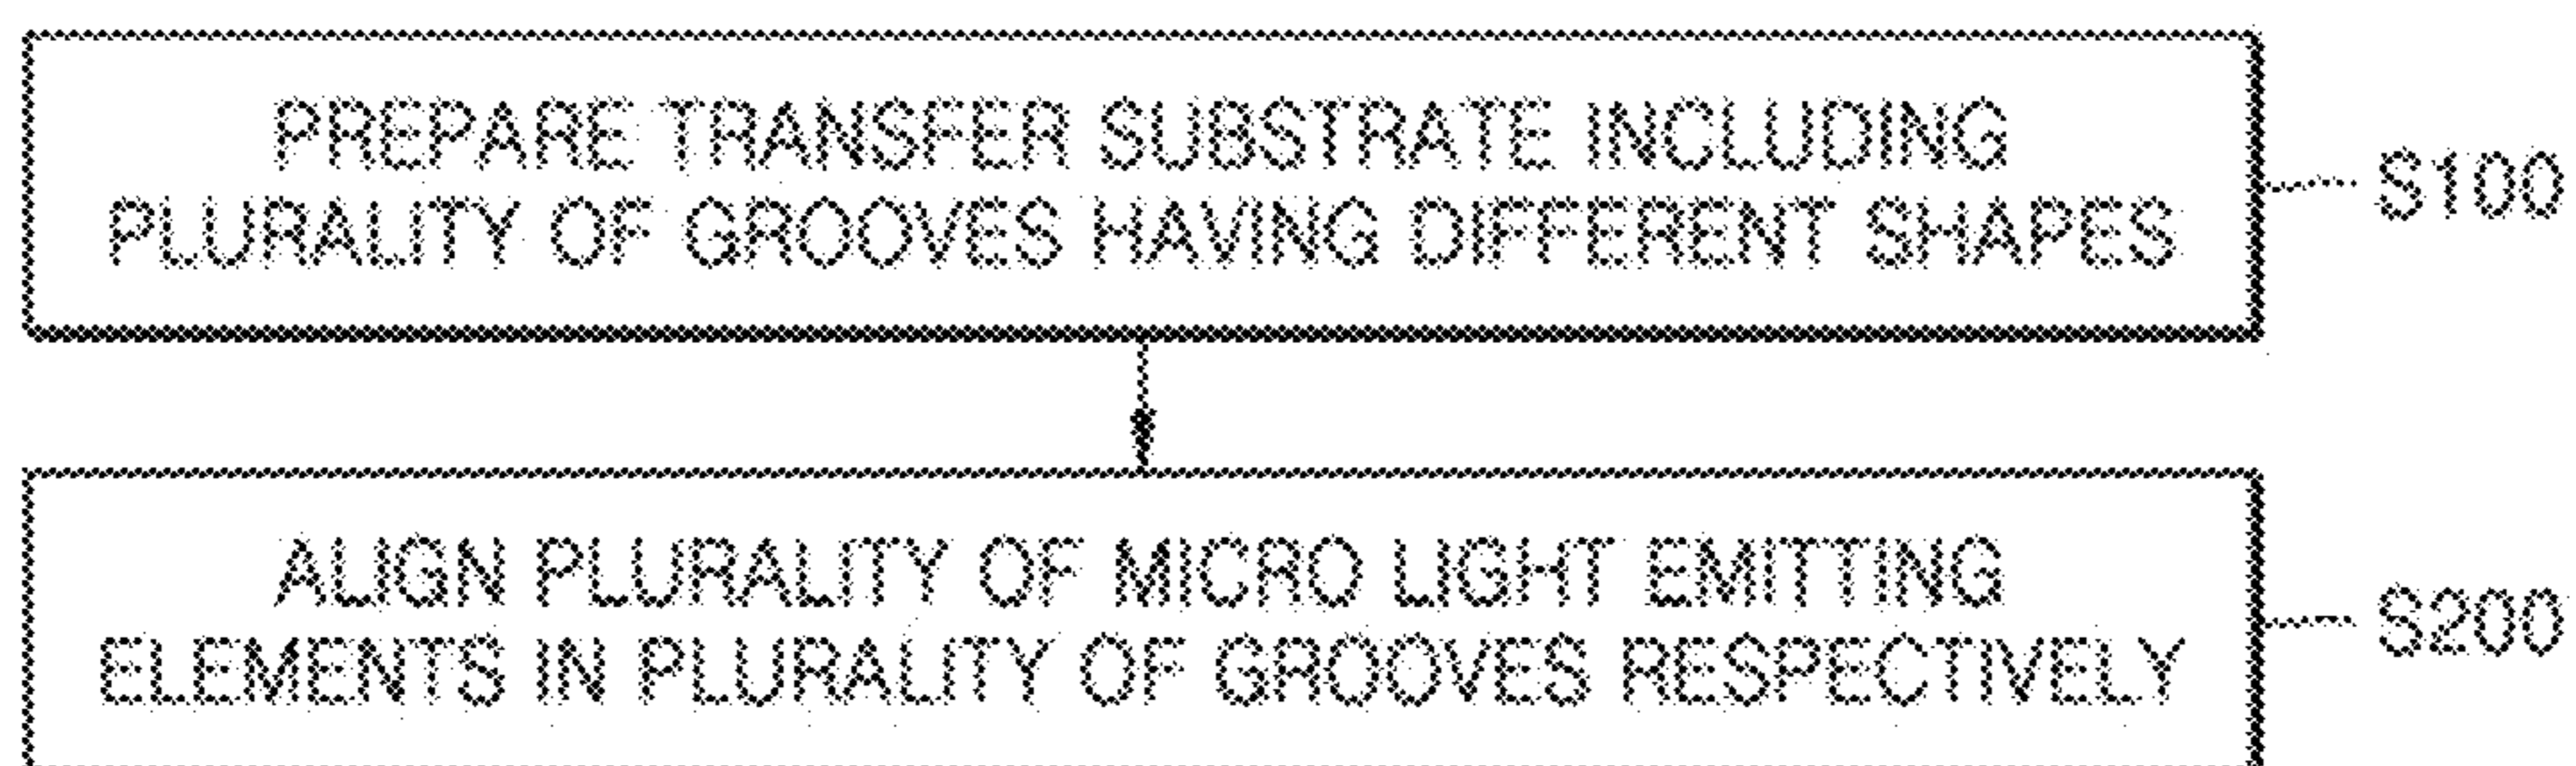 PREPARE TRANSFER SUBSTRATE INCLUDING
PLURALITY OF GROOVES HAVING DIFFERENT SHAPES
S100
ALIGN PLURALITY OF MICRO LIGHT EMITTING
ELEMENTS IN PLURALITY OF GROOVES RESPECTIVELY
S200